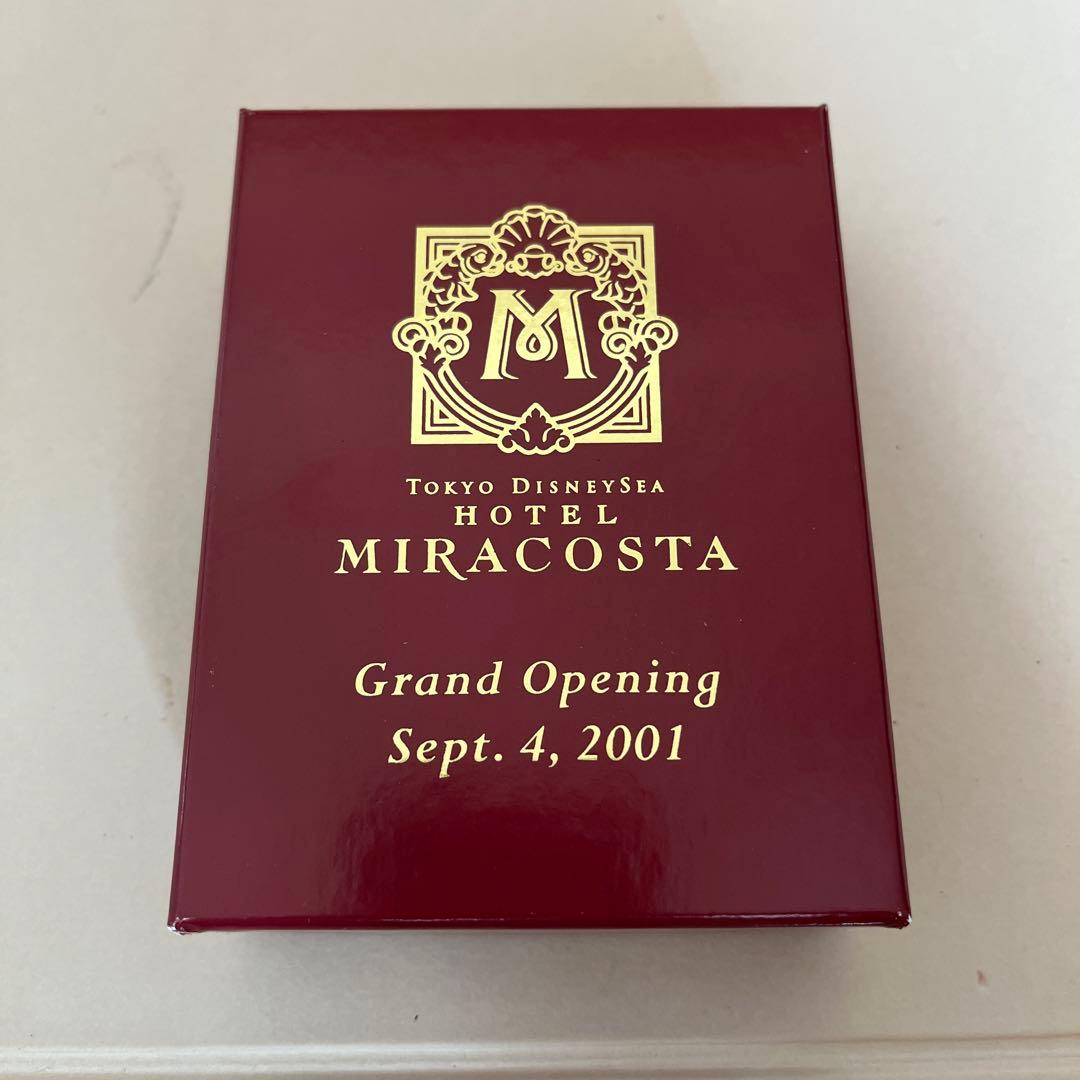 M
TOKYO DISNEYSEA
HOTEL
MIRACOSTA
Grand Opening
Sept. 4, 2001